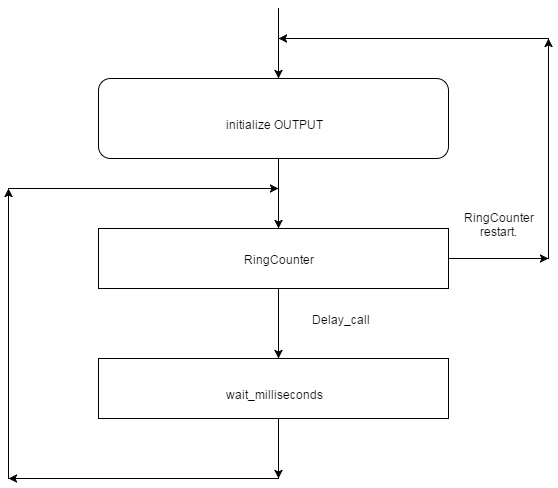 initialize OUTPUT
RingCounter
restart.
RingCounter
Delay_call
wait_milliseconds